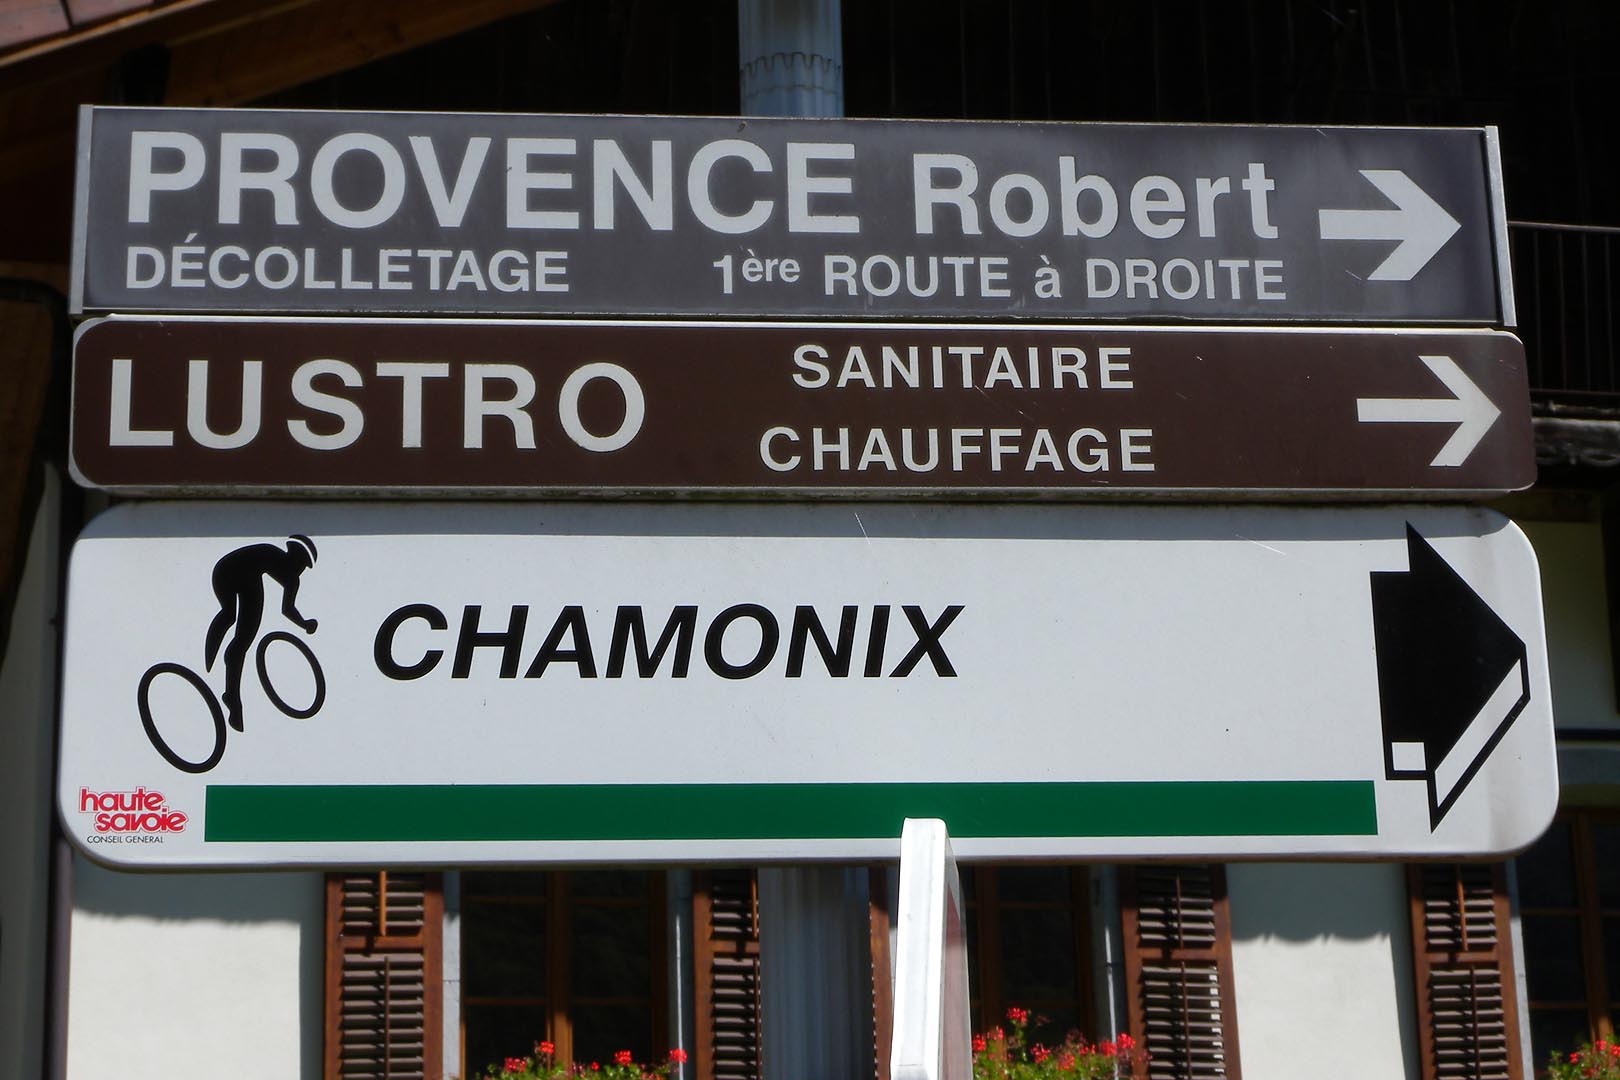 PROVENCE Robert
DÉCOLLETAGE 1ère ROUTE à DROITE
LUSTRO
SANITAIRE
CHAUFFAGE
CHAMONIX
haute
savoie
CONSEIL GENERAL